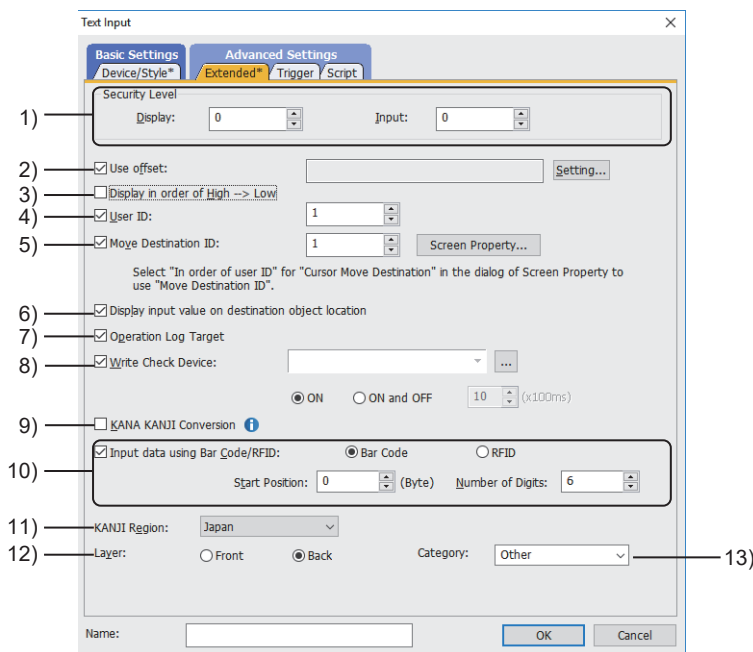 Text Input
Basic Settings Advanced Settings
Device/Style* Extended* Trigger Script
Security Level
1) Display: 0 Input: 0
2) Use offset: Setting...
3) Display in order of High --> Low
4) User ID: 1
5) Move Destination ID: 1 Screen Property...
Select "In order of user ID" for "Cursor Move Destination" in the dialog of Screen Property to
use "Move Destination ID".
6) Display input value on destination object location
7) Operation Log Target
8) Write Check Device: ...
ON ON and OFF 10 (x100ms)
9) KANA KANJI Conversion i
10) Input data using Bar Code/RFID: Bar Code RFID
Start Position: 0 (Byte) Number of Digits: 6
11) KANJI Region: Japan
12) Layer: Front Back Category: Other 13)
Name: OK Cancel